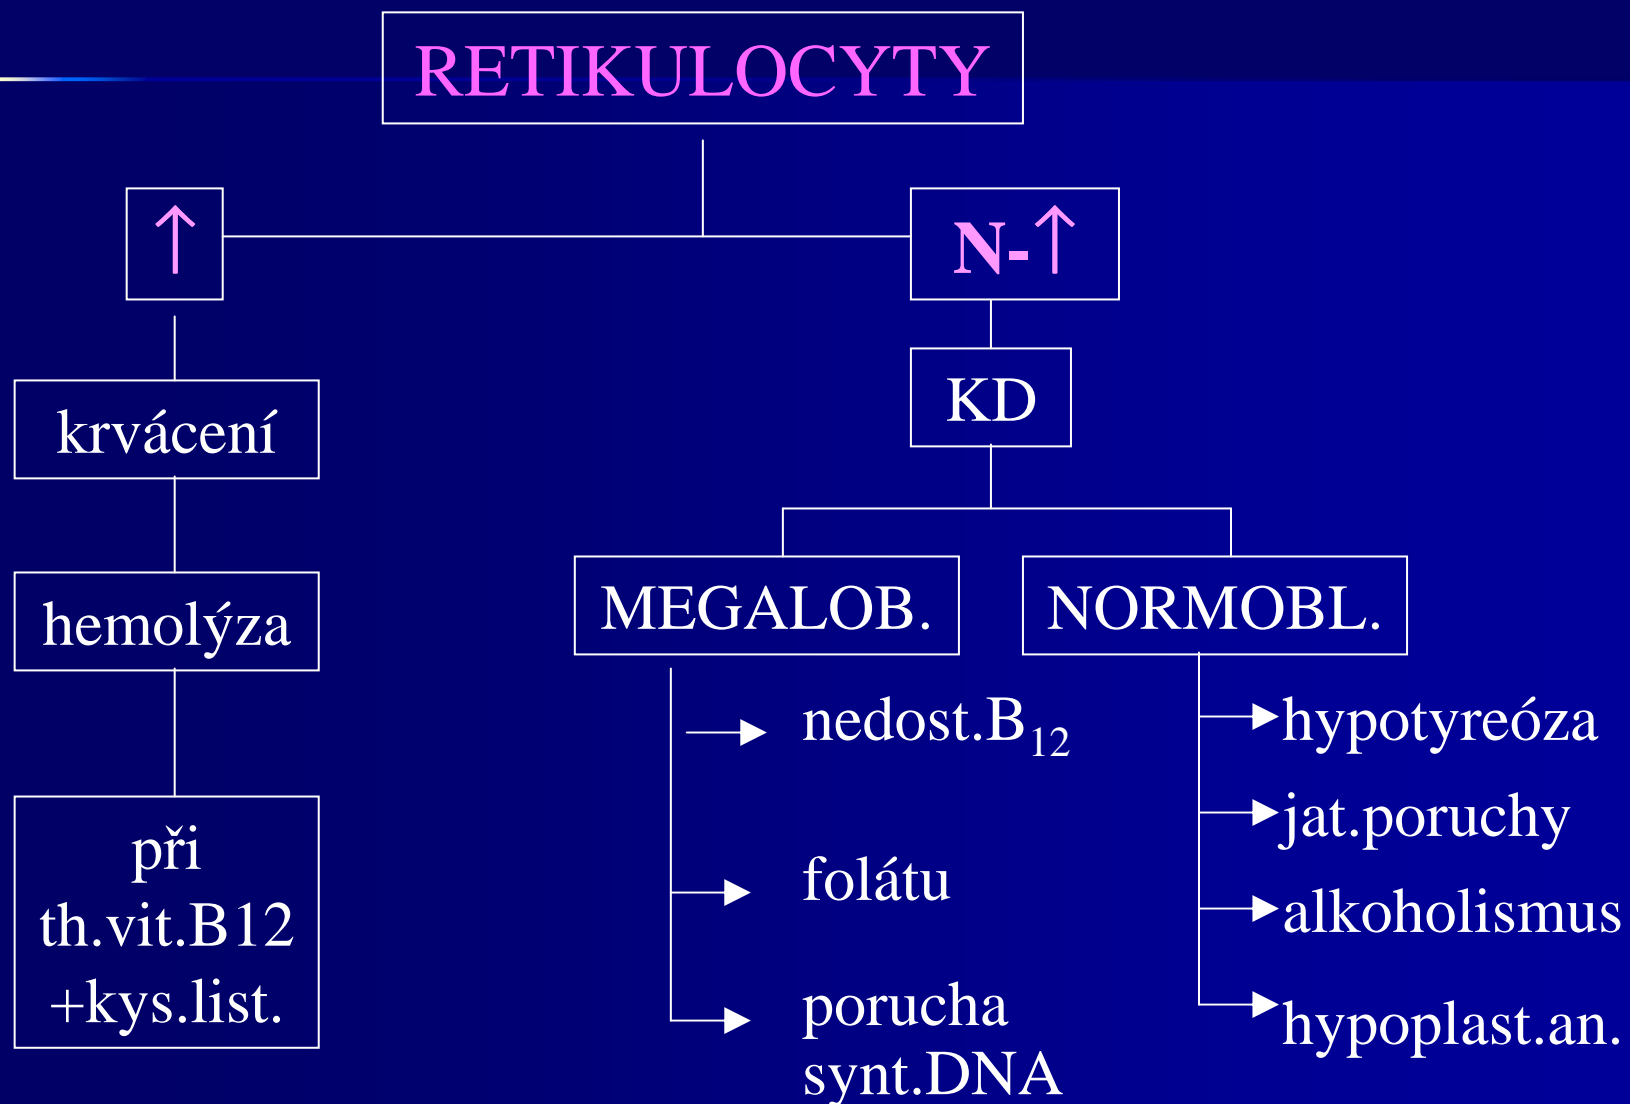 RETIKULOCYTY
↑
N-↑
krvácení
KD
hemolýza
MEGALOB.
NORMOBL.
při
th.vit.B12
+kys.list.
nedost.B₁₂
folátu
porucha
synt.DNA
hypotyreóza
jat.poruchy
alkoholismus
hypoplast.an.